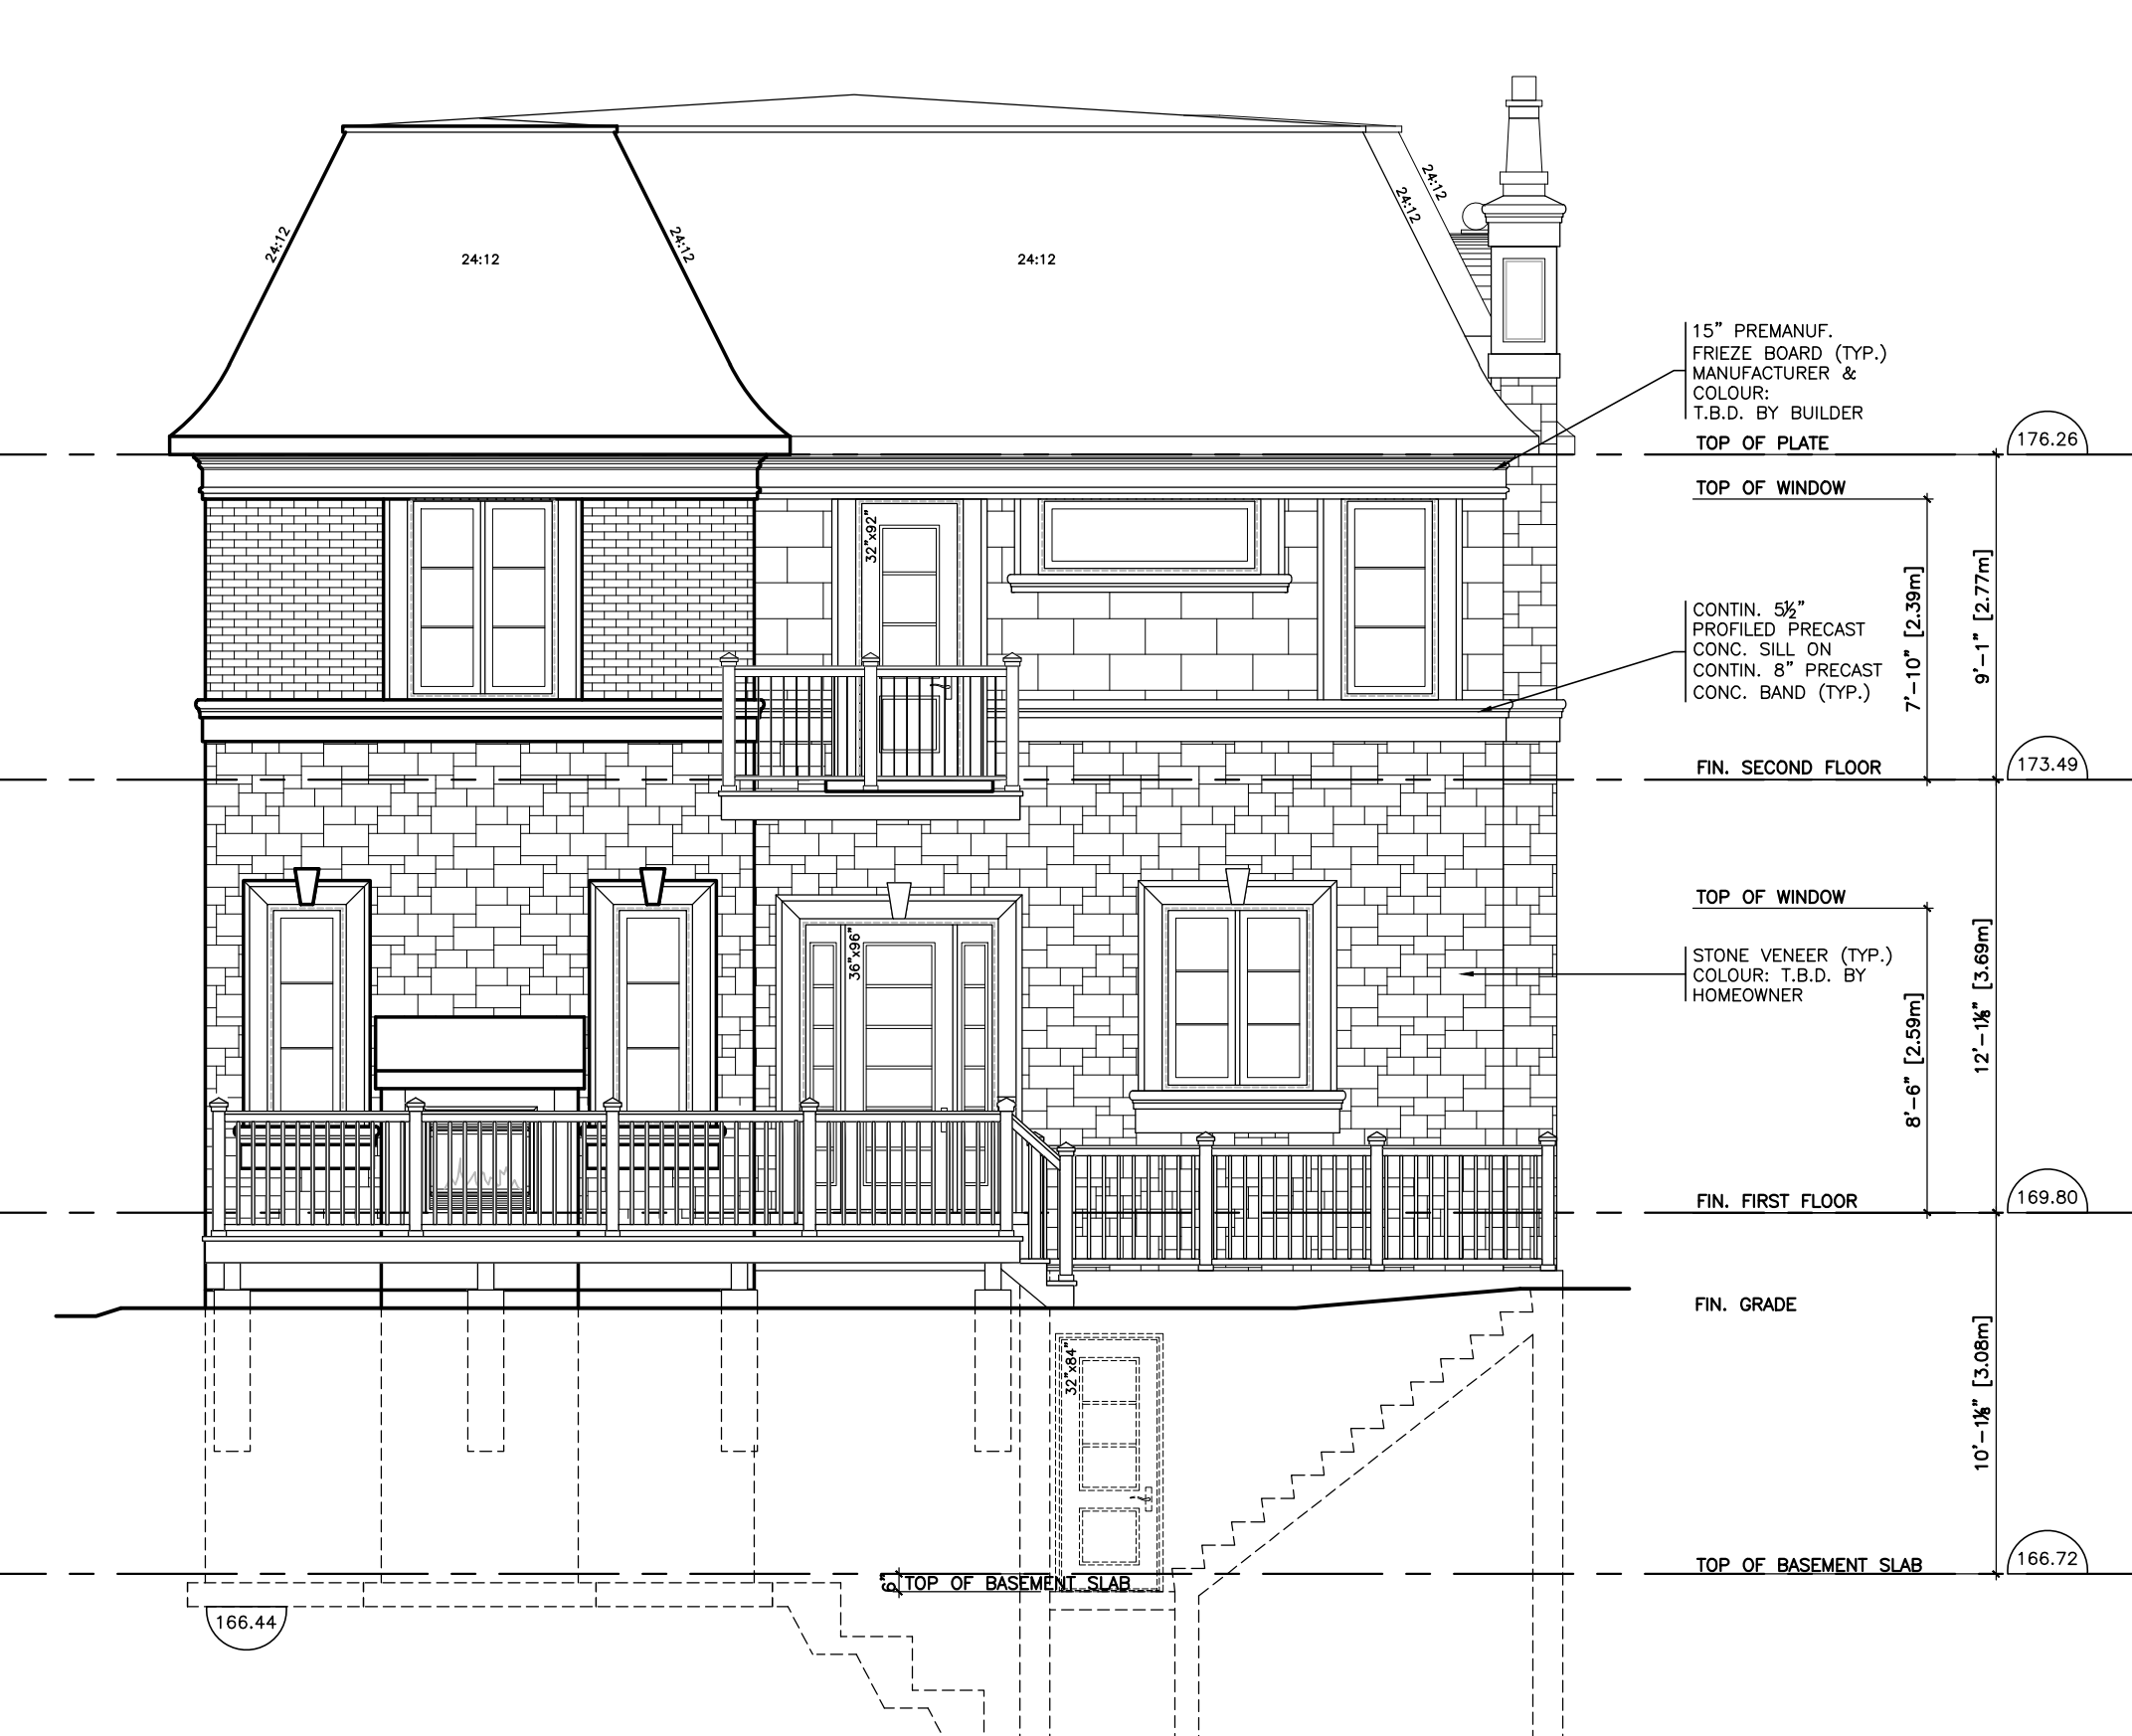 24:12
24:12
24:12
24:12
24:12
24:12
15" PREMANUF.
FRIEZE BOARD (TYP.)
MANUFACTURER &
COLOUR:
T.B.D. BY BUILDER
TOP OF PLATE
176.26
TOP OF WINDOW
32"x92"
7'-10" [2.39m]
9'-1" [2.77m]
CONTIN. 5½"
PROFILED PRECAST
CONC. SILL ON
CONTIN. 8" PRECAST
CONC. BAND (TYP.)
FIN. SECOND FLOOR
173.49
TOP OF WINDOW
36"x96"
STONE VENEER (TYP.)
COLOUR: T.B.D. BY
HOMEOWNER
8'-6" [2.59m]
12'-1⅛" [3.69m]
FIN. FIRST FLOOR
169.80
FIN. GRADE
32"x84"
10'-1⅛" [3.08m]
TOP OF BASEMENT SLAB
166.72
6"
TOP OF BASEMENT SLAB
166.44